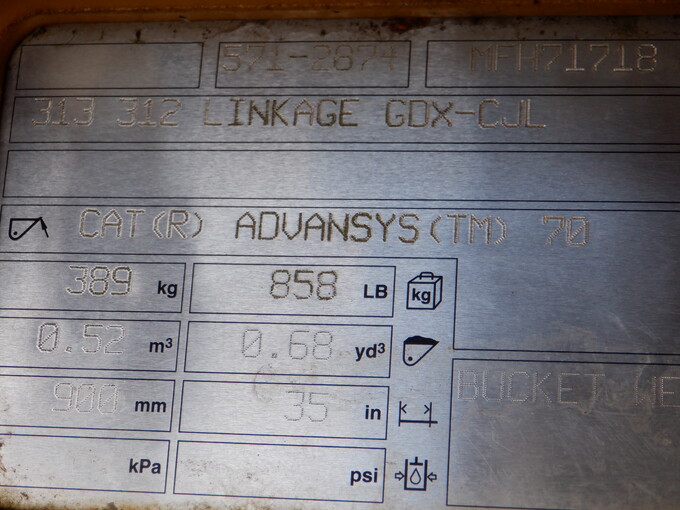 571-2874 MFH71718
313 312 LINKAGE GDX-CJL
CAT(R) ADVANSYS(TM) 70
389 kg 858 LB kg
0.52 m³ 0.68 yd³
BUCKET
900 mm 35 in
kPa psi